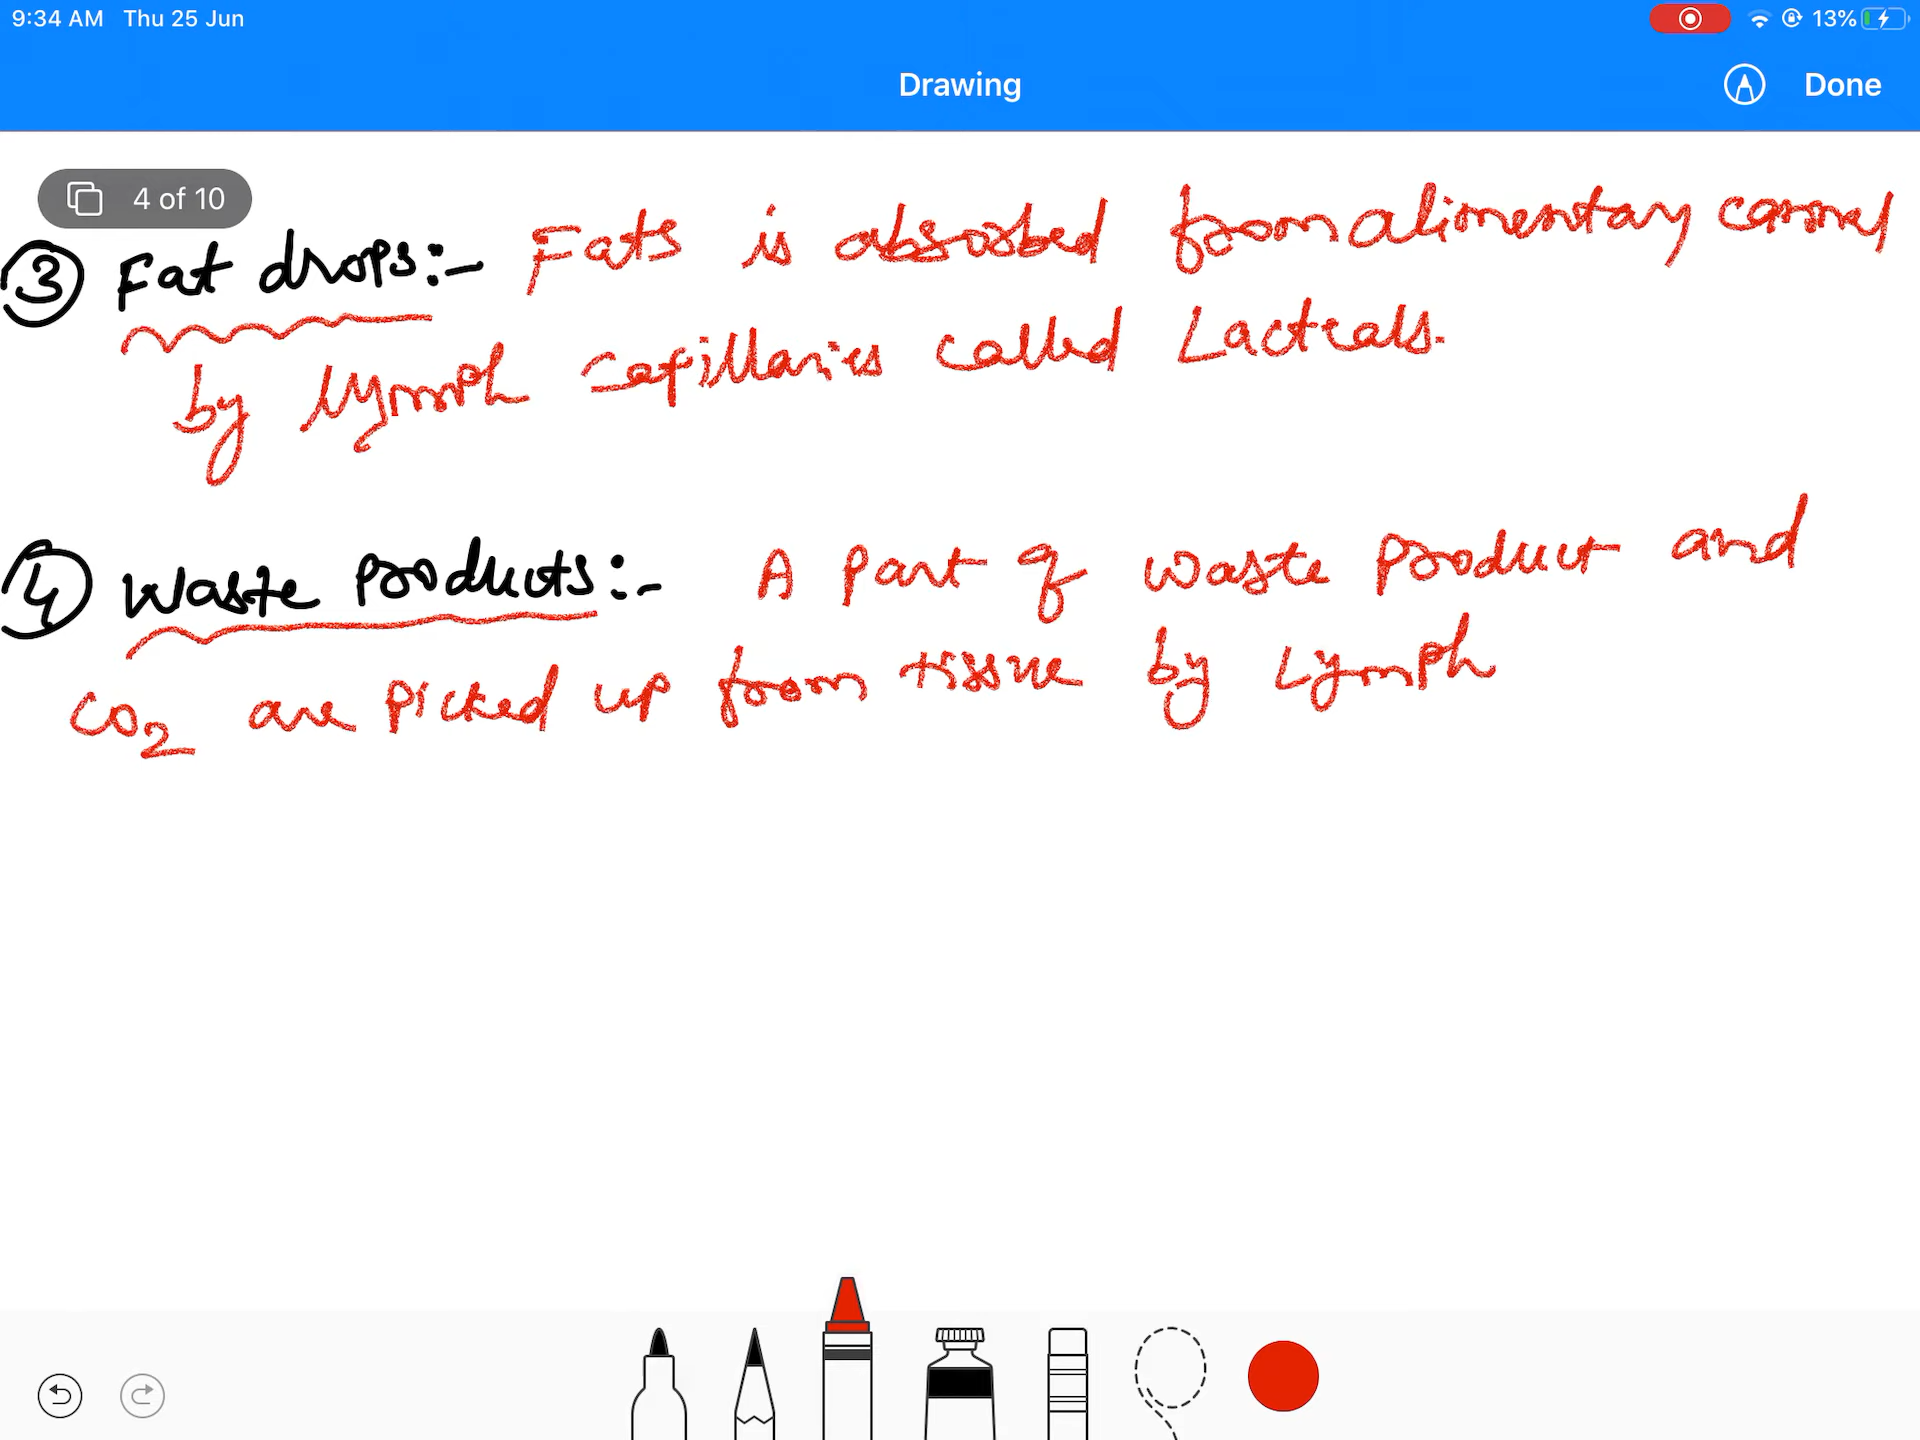 9:34 AM Thu 25 Jun 13%
Drawing Done
4 of 10
3 Fat drops:- Fats is absorbed from alimentary cannel
by lymph capillaries called Lacteals.
4 Waste products:- A part of waste product and
CO2 are picked up from tissue by Lymph